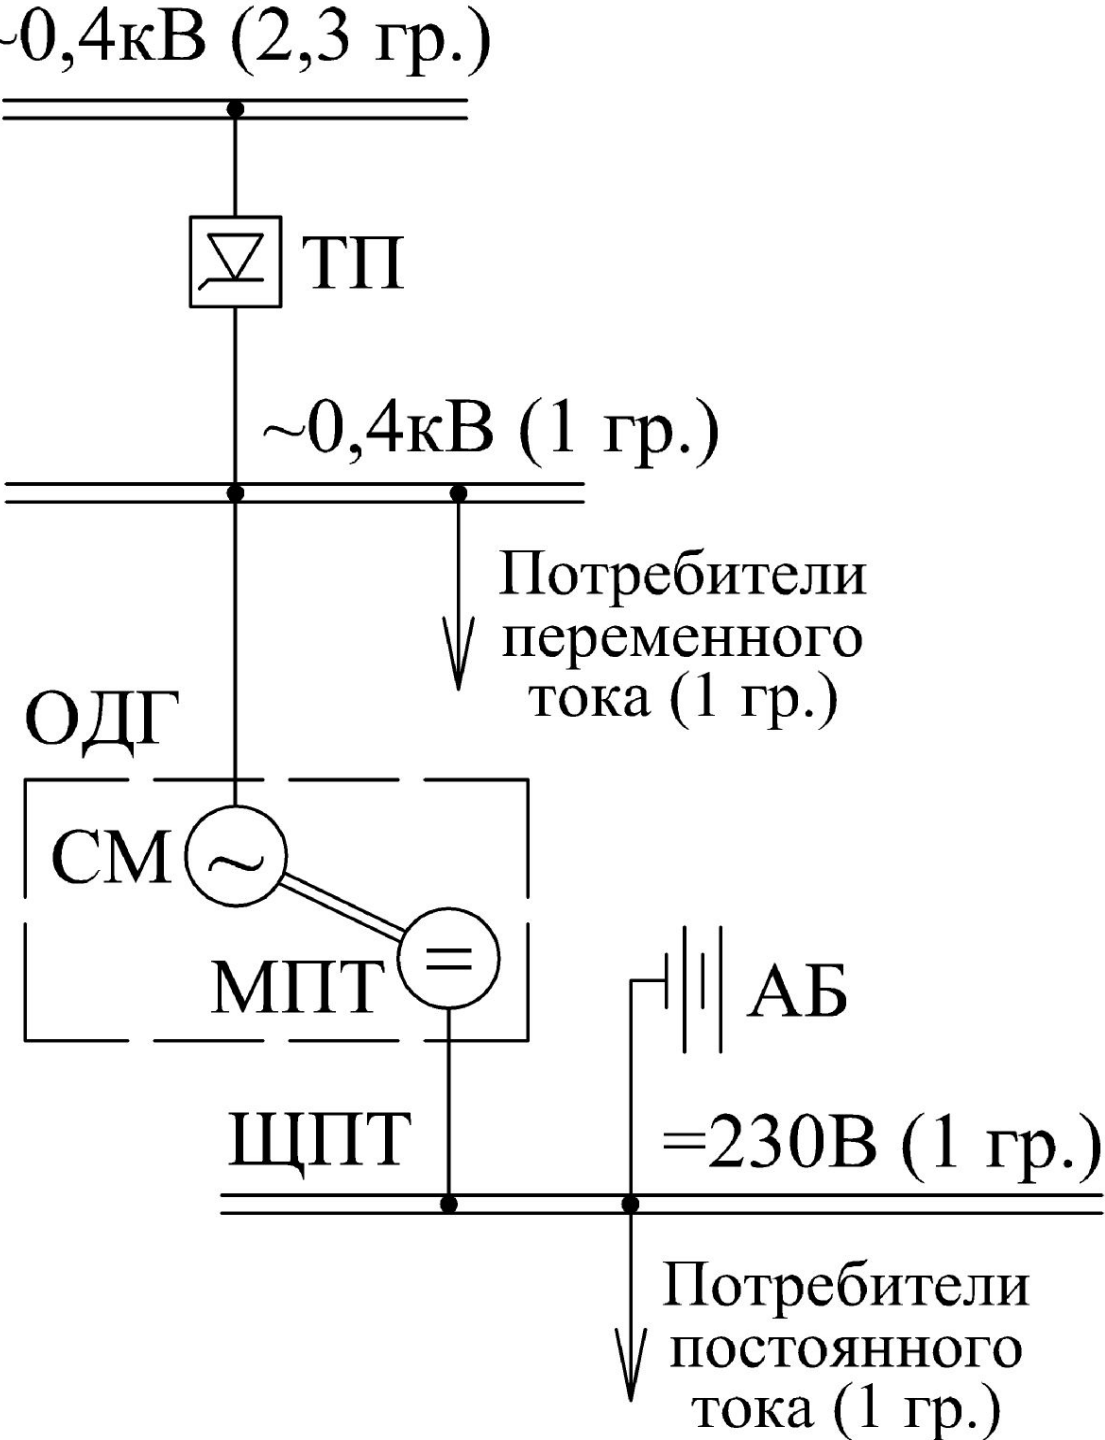 ~0,4кВ (2,3 гр.)
ТП
~0,4кВ (1 гр.)
Потребители
переменного
тока (1 гр.)
ОДГ
СМ
~
МПТ
=
АБ
ЩПТ
=230В (1 гр.)
Потребители
постоянного
тока (1 гр.)